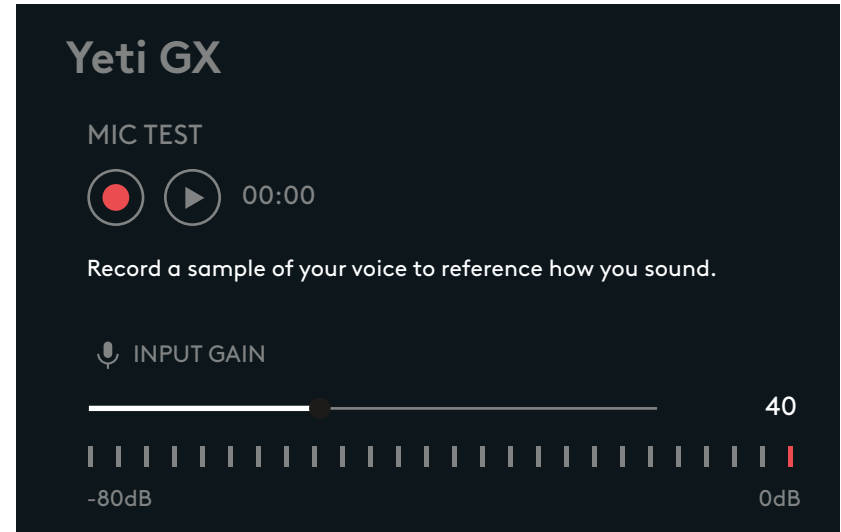 Yeti GX
MIC TEST
00:00
Record a sample of your voice to reference how you sound.
INPUT GAIN
40
-80dB 0dB